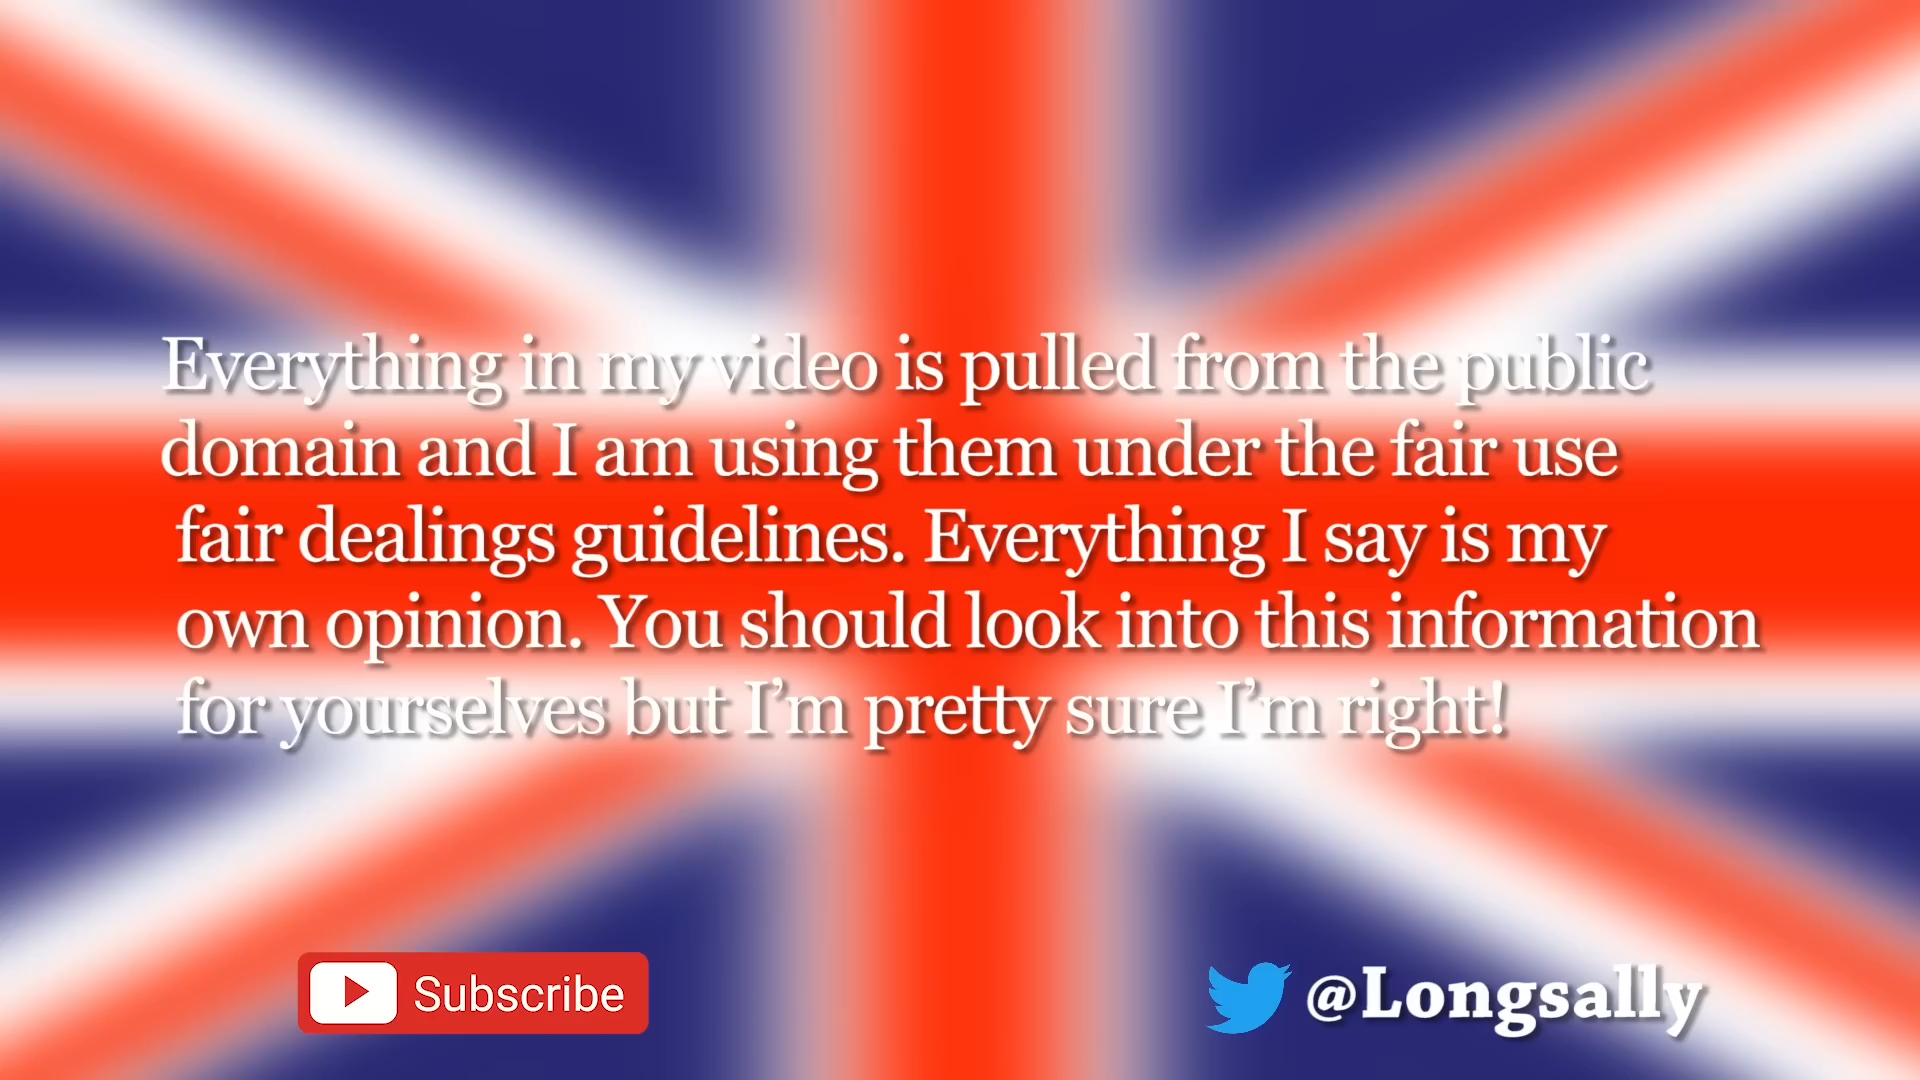 Everything in my video is pulled from the public
domain and I am using them under the fair use
fair dealings guidelines. Everything I say is my
own opinion. You should look into this information
for yourselves but I’m pretty sure I’m right!
Subscribe
@Longsally